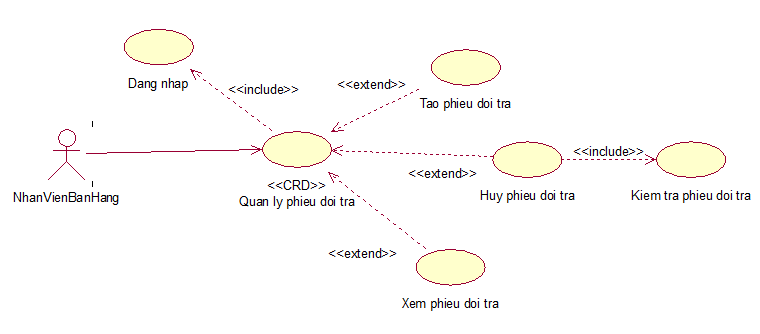 Dang nhap
<<include>>
<<extend>>
Tao phieu doi tra
NhanVienBanHang
<<CRD>>
Quan ly phieu doi tra
<<extend>>
Huy phieu doi tra
<<include>>
Kiem tra phieu doi tra
<<extend>>
Xem phieu doi tra